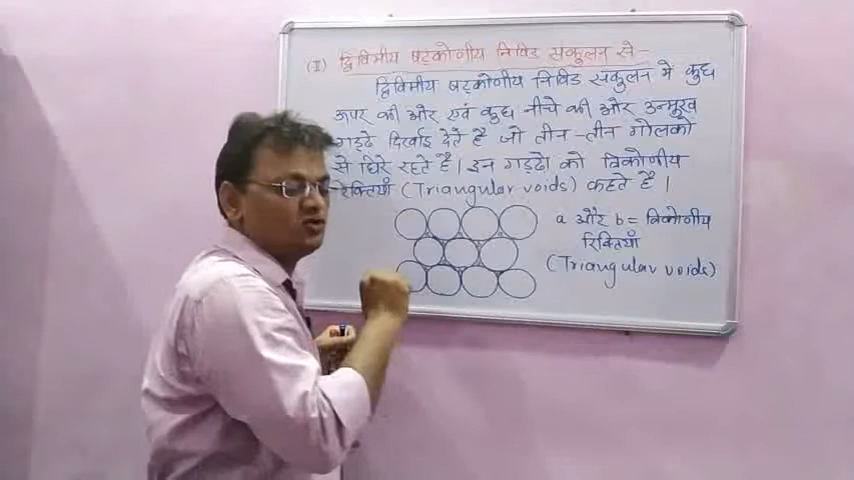 (II) द्विविमीय षट्कोणीय निविड संकुलन से -
द्विविमीय षट्कोणीय निविड संकुलन में कुछ
ऊपर की ओर एवं कुछ नीचे की ओर उन्मुख
गड्ढे दिखाई देते है जो तीन -तीन गोलको
से घिरे रहते है। इन गड्ढो को त्रिकोणीय
रिक्तियाँ (Triangular voids) कहते है।
a और b = त्रिकोणीय
रिक्तियाँ
(Triangular voids)